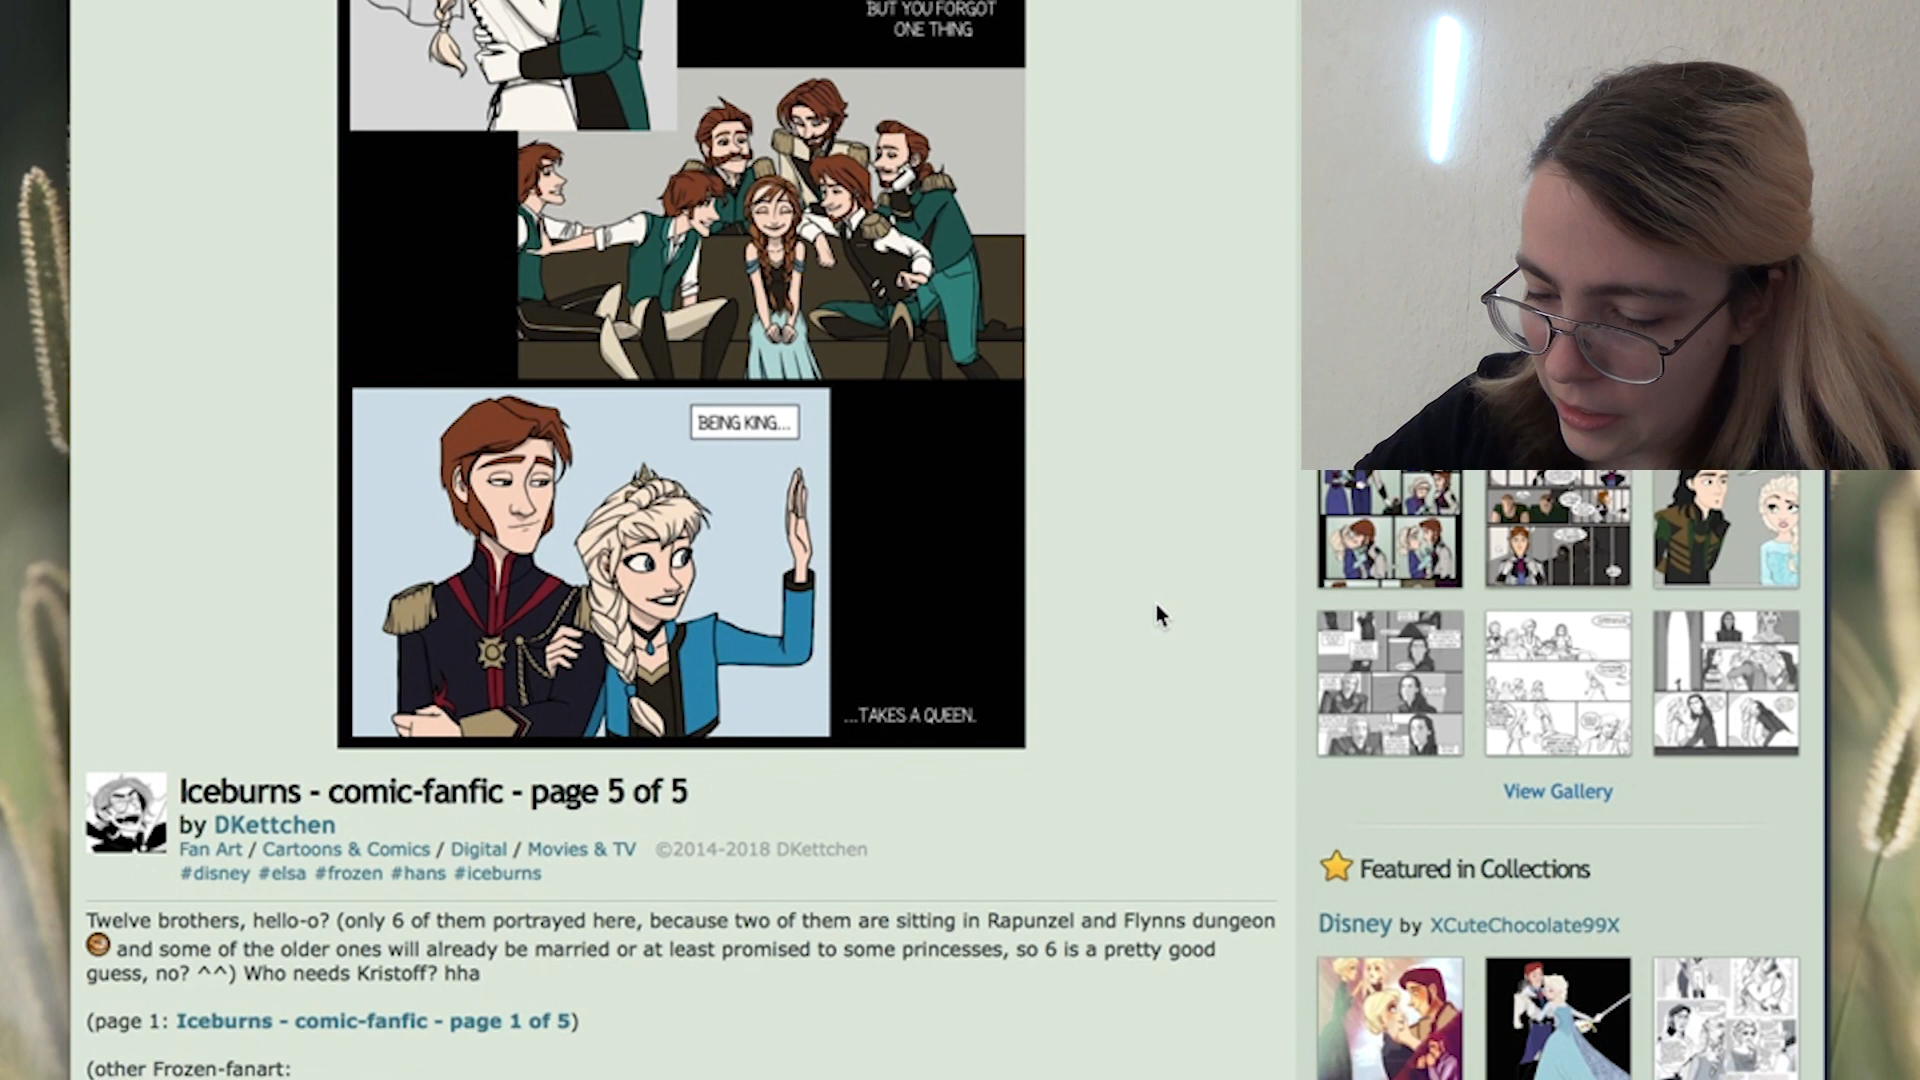 BUT YOU FORGOT
ONE THING
BEING KING...
...TAKES A QUEEN.
Iceburns - comic-fanfic - page 5 of 5
by DKettchen
Fan Art / Cartoons & Comics / Digital / Movies & TV ©2014-2018 DKettchen
#disney #elsa #frozen #hans #iceburns
Twelve brothers, hello-o? (only 6 of them portrayed here, because two of them are sitting in Rapunzel and Flynns dungeon
and some of the older ones will already be married or at least promised to some princesses, so 6 is a pretty good
guess, no? ^^) Who needs Kristoff? hha
(page 1: Iceburns - comic-fanfic - page 1 of 5)
(other Frozen-fanart:
View Gallery
Featured in Collections
Disney by XCuteChocolate99X